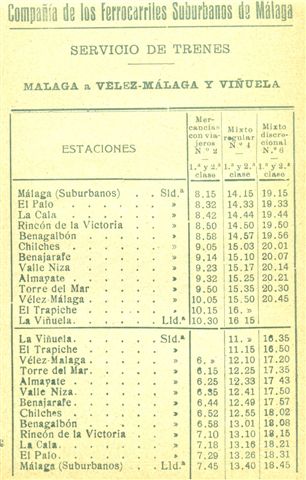 Compañía de los Ferrocarriles Suburbanos de Málaga
SERVICIO DE TRENES
MALAGA a VÉLEZ-MÁLAGA Y VIÑUELA
ESTACIONES
Mercancías con viajeros N.º 2 1.ª y 2.ª clase
Mixto regular N.º 4 1.ª y 2.ª clase
Mixto discrecional N.º 6 1.ª y 2.ª clase
Málaga (Suburbanos) . Sld.ª 8.15 14.15 19.15
El Palo . . . . . . » 8.32 14.33 19.33
La Cala . . . . . . » 8.42 14.44 19.44
Rincón de la Victoria . . » 8.50 14.50 19.50
Benagalbón . . . . . » 8.58 14.57 19.56
Chilches . . . . . . » 9.05 15.03 20.01
Benajarafe . . . . . » 9.14 15.10 20.07
Valle Niza . . . . . » 9.23 15.17 20.14
Almayate . . . . . . » 9.32 15.25 20.21
Torre del Mar . . . . » 9.50 15.35 20.30
Vélez-Málaga . . . . » 10.05 15.50 20.45
El Trapiche . . . . . » 10.15 16. »
La Viñuela. . . . . Lld.ª 10.30 16 15
La Viñuela. . . . . Sld.ª 11. » 16.35
El Trapiche . . . . . » 11.15 16.50
Vélez-Malaga . . . . » 6. » 12.10 17.20
Torre del Mar. . . . . » 6.15 12.25 17.35
Almayate . . . . . . » 6.25 12.33 17.43
Valle Niza . . . . . » 6.35 12.41 17.50
Benajarafe . . . . . » 6.44 12.49 17.57
Chilches . . . . . . » 6.52 12.55 18.02
Benagalbón . . . . . » 6.58 13.01 18.08
Rincón de la Victoria . . » 7.10 13.10 18.15
La Cala . . . . . . » 7.18 13.16 18.21
El Palo. . . . . . . » 7.29 13.26 18.31
Málaga (Suburbanos) . Lld.ª 7.45 13.40 18.45